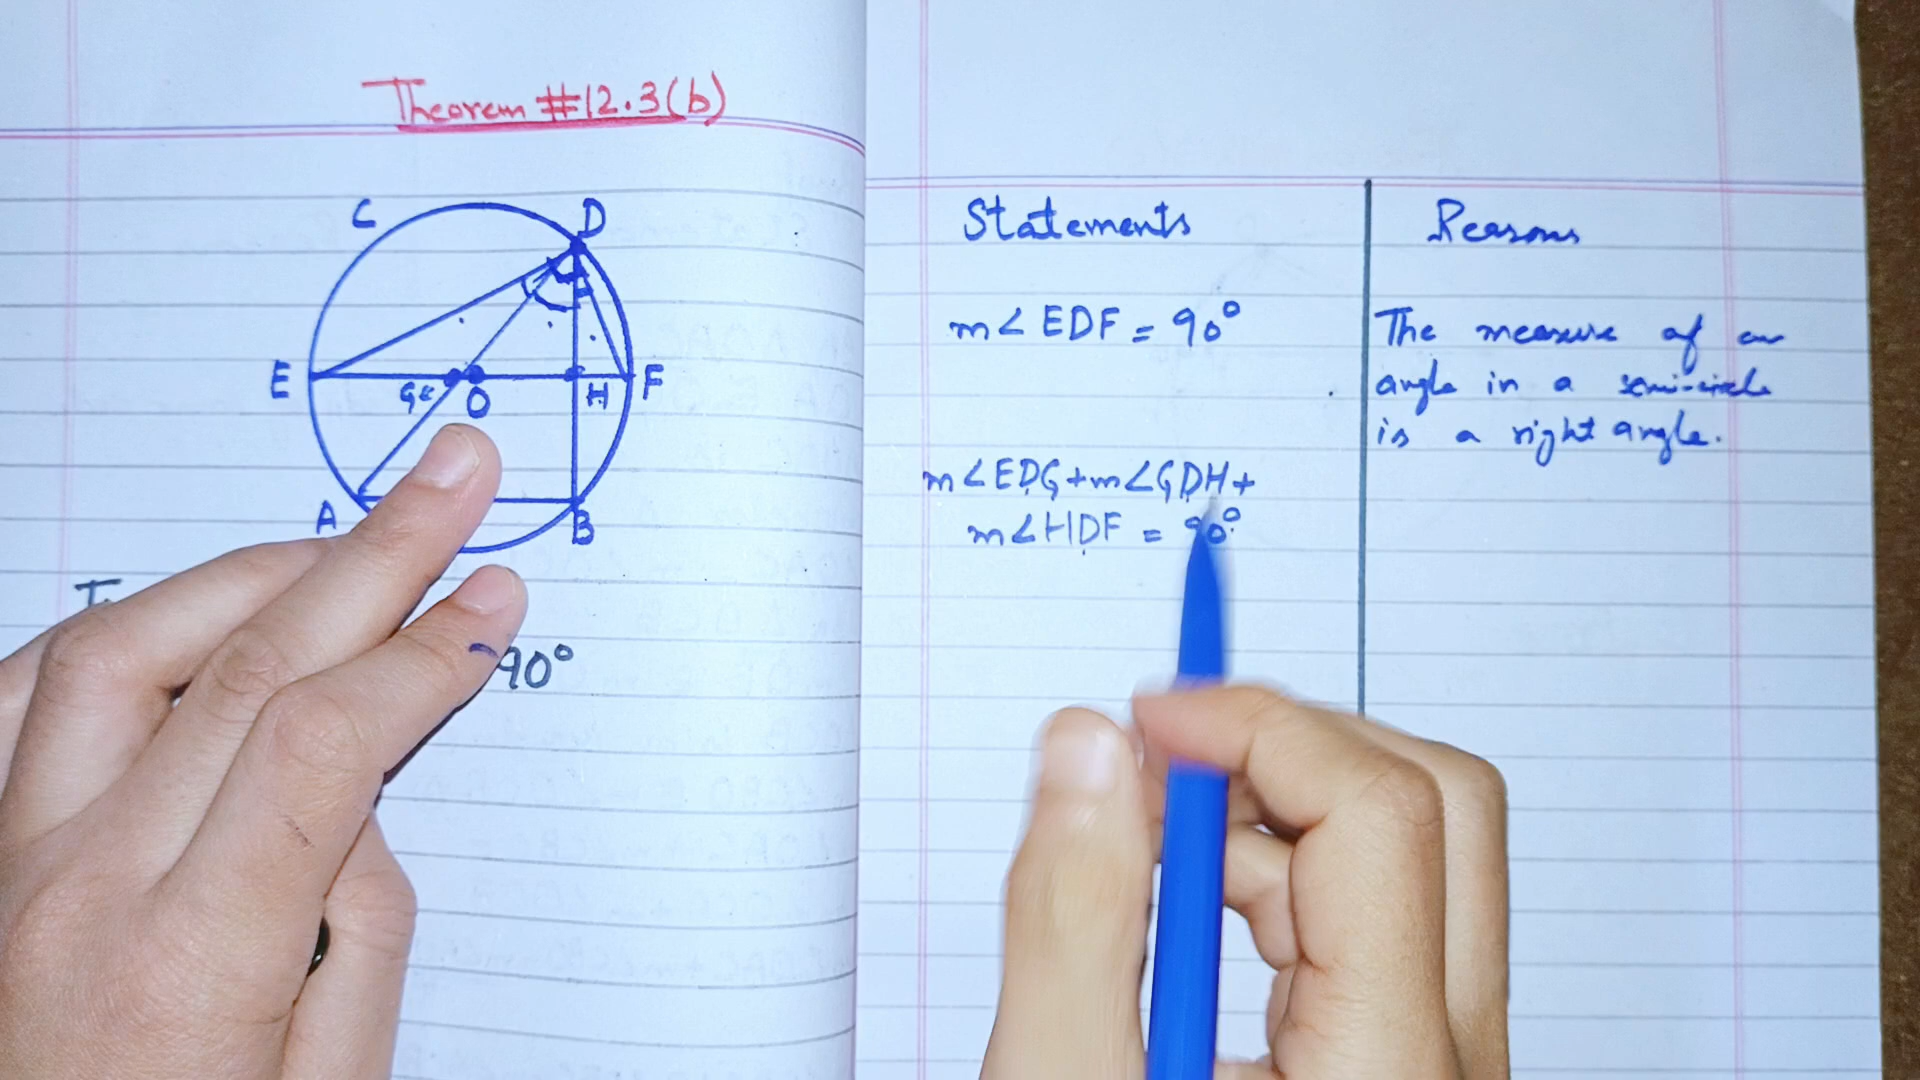 Theorem #12.3(b)
C
D
E
G
O
H
F
A
B
90°
Statements
Reasons
m∠EDF = 90°
The measure of an
angle in a semi-circle
is a right angle.
m∠EDG+m∠GDH+
m∠HDF = 90°